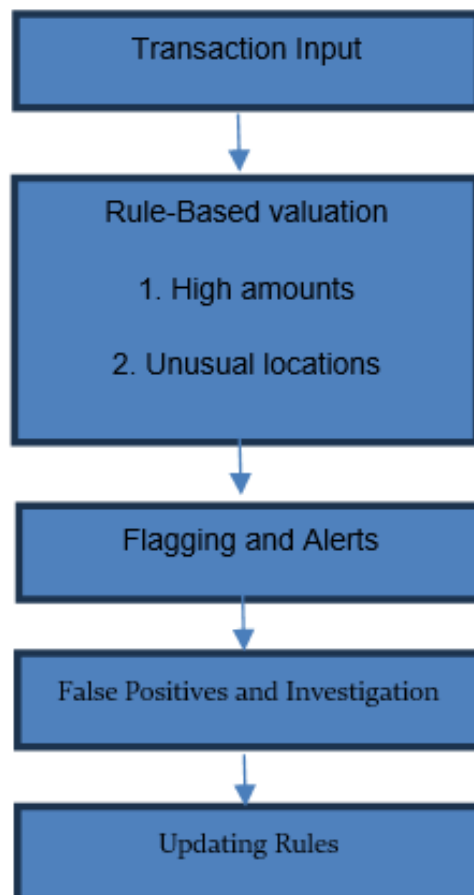 Transaction Input
Rule-Based valuation
1. High amounts
2. Unusual locations
Flagging and Alerts
False Positives and Investigation
Updating Rules